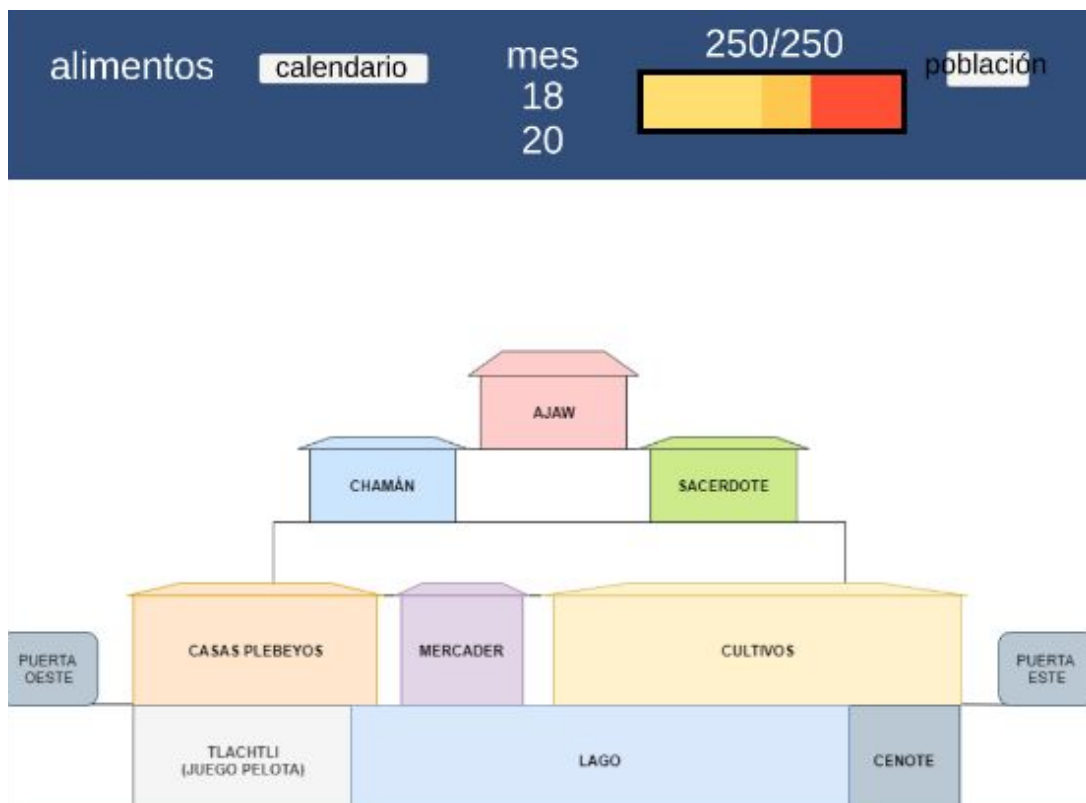 alimentos
calendario
mes
18
20
250/250
población
AJAW
CHAMÁN
SACERDOTE
CASAS PLEBEYOS
MERCADER
CULTIVOS
PUERTA
OESTE
PUERTA
ESTE
TLACHTLI
(JUEGO PELOTA)
LAGO
CENOTE